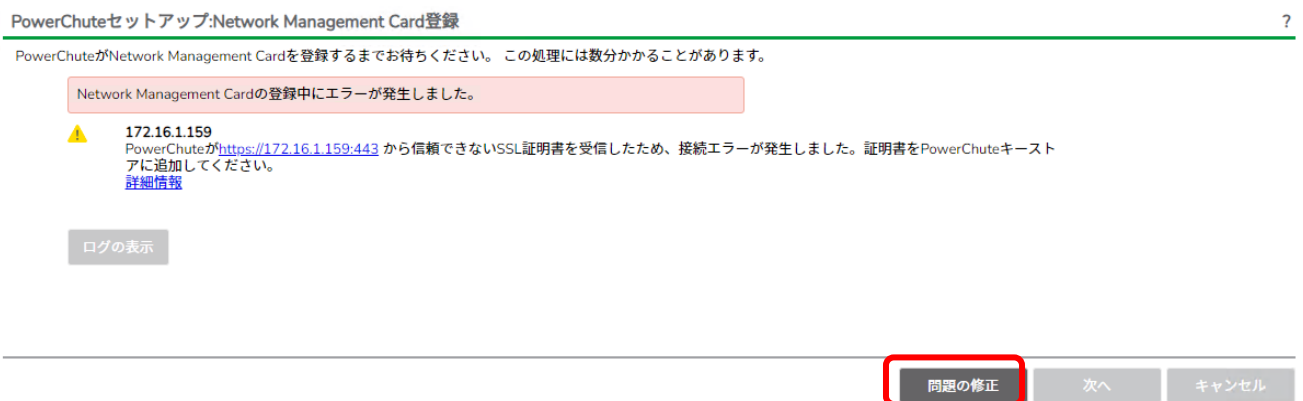 PowerChuteセットアップ:Network Management Card登録
?
PowerChuteがNetwork Management Cardを登録するまでお待ちください。 この処理には数分かかることがあります。
Network Management Cardの登録中にエラーが発生しました。
172.16.1.159
PowerChuteがhttps://172.16.1.159:443 から信頼できないSSL証明書を受信したため、接続エラーが発生しました。証明書をPowerChuteキースト
アに追加してください。
詳細情報
ログの表示
問題の修正
次へ
キャンセル